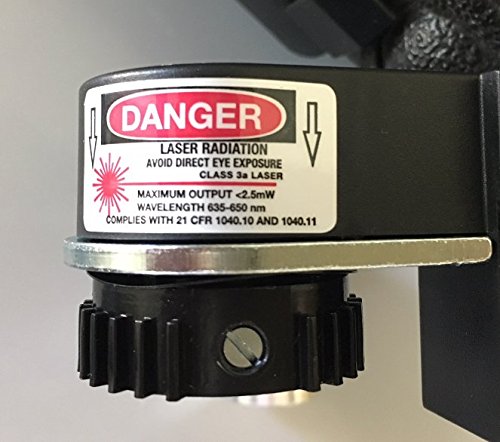 DANGER
LASER RADIATION
AVOID DIRECT EYE EXPOSURE
CLASS 3a LASER
MAXIMUM OUTPUT <2.5mW
WAVELENGTH 635-650 nm
COMPLIES WITH 21 CFR 1040.10 AND 1040.11